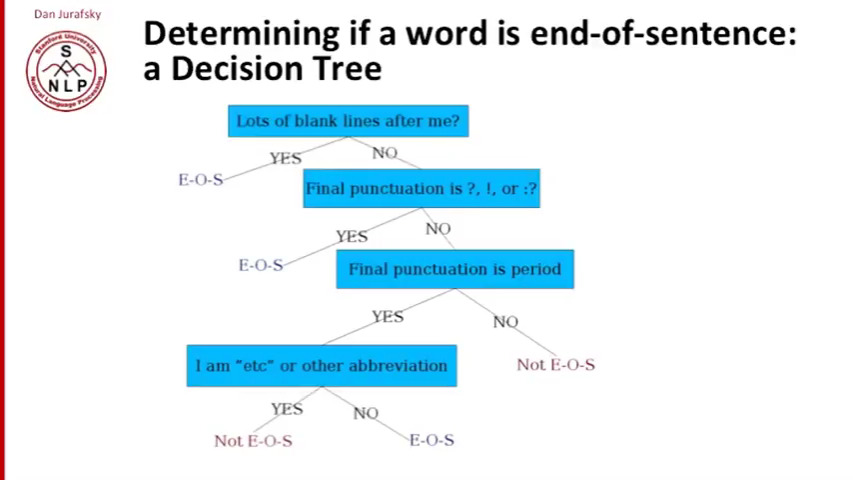 Dan Jurafsky
Determining if a word is end-of-sentence:
a Decision Tree
Stanford University
S
NLP
Natural Language Processing
Lots of blank lines after me?
YES
NO
E-O-S
Final punctuation is ?, !, or :?
YES
NO
E-O-S
Final punctuation is period
YES
NO
I am "etc" or other abbreviation
Not E-O-S
YES
NO
Not E-O-S
E-O-S